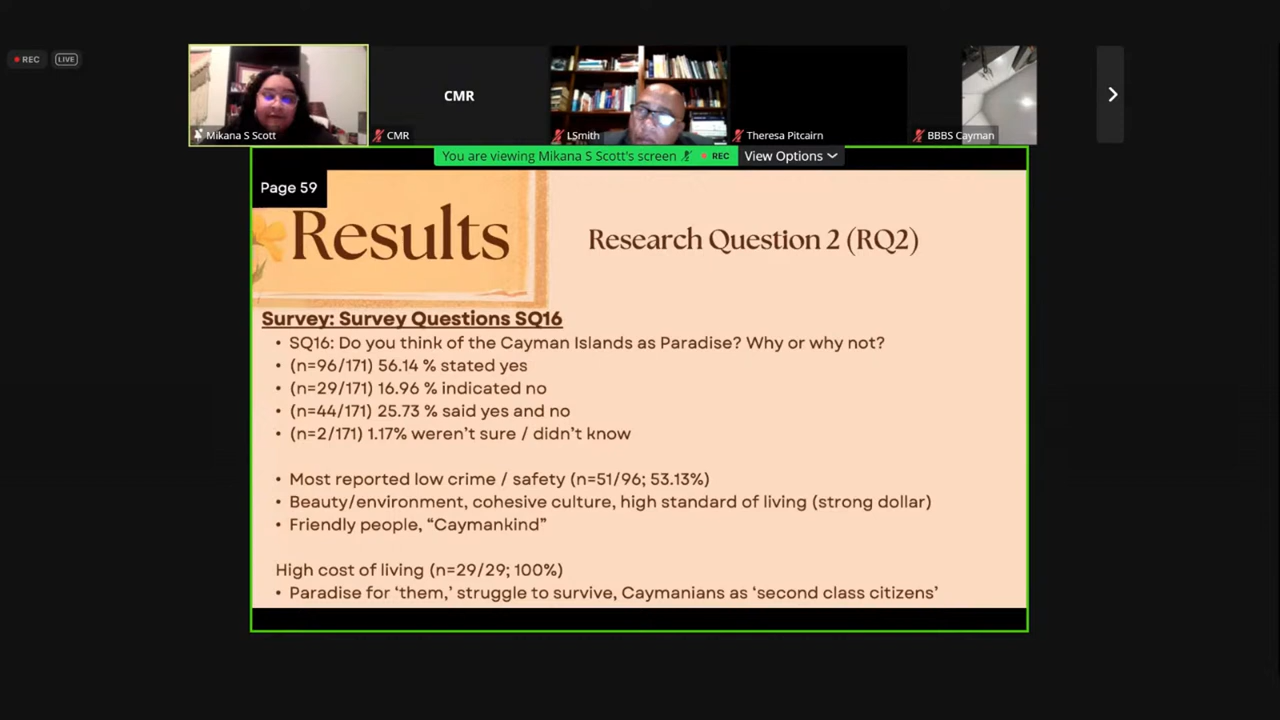 REC
LIVE
CMR
Mikana S Scott
CMR
LSmith
Theresa Pitcairn
BBBS Cayman
You are viewing Mikana S Scott's screen
REC
View Options
Page 59
Results
Research Question 2 (RQ2)
Survey: Survey Questions SQ16
• SQ16: Do you think of the Cayman Islands as Paradise? Why or why not?
• (n=96/171) 56.14 % stated yes
• (n=29/171) 16.96 % indicated no
• (n=44/171) 25.73 % said yes and no
• (n=2/171) 1.17% weren't sure / didn't know
• Most reported low crime / safety (n=51/96; 53.13%)
• Beauty/environment, cohesive culture, high standard of living (strong dollar)
• Friendly people, “Caymankind”
High cost of living (n=29/29; 100%)
• Paradise for ‘them,’ struggle to survive, Caymanians as ‘second class citizens’